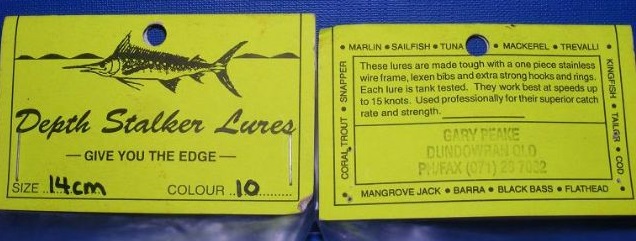 Depth Stalker Lures
— GIVE YOU THE EDGE —
SIZE ..14cm COLOUR ..10..........
• MARLIN • SAILFISH • TUNA • MACKEREL • TREVALLI •
KINGFISH • TAILOR • COD
CORAL TROUT • SNAPPER
These lures are made tough with a one piece stainless
wire frame, lexen bibs and extra strong hooks and rings.
Each lure is tank tested. They work best at speeds up
to 15 knots. Used professionally for their superior catch
rate and strength.
GARY PEAKE
DUNDOWRAN QLD
PH/FAX (071)
MANGROVE JACK • BARRA • BLACK BASS • FLATHEAD